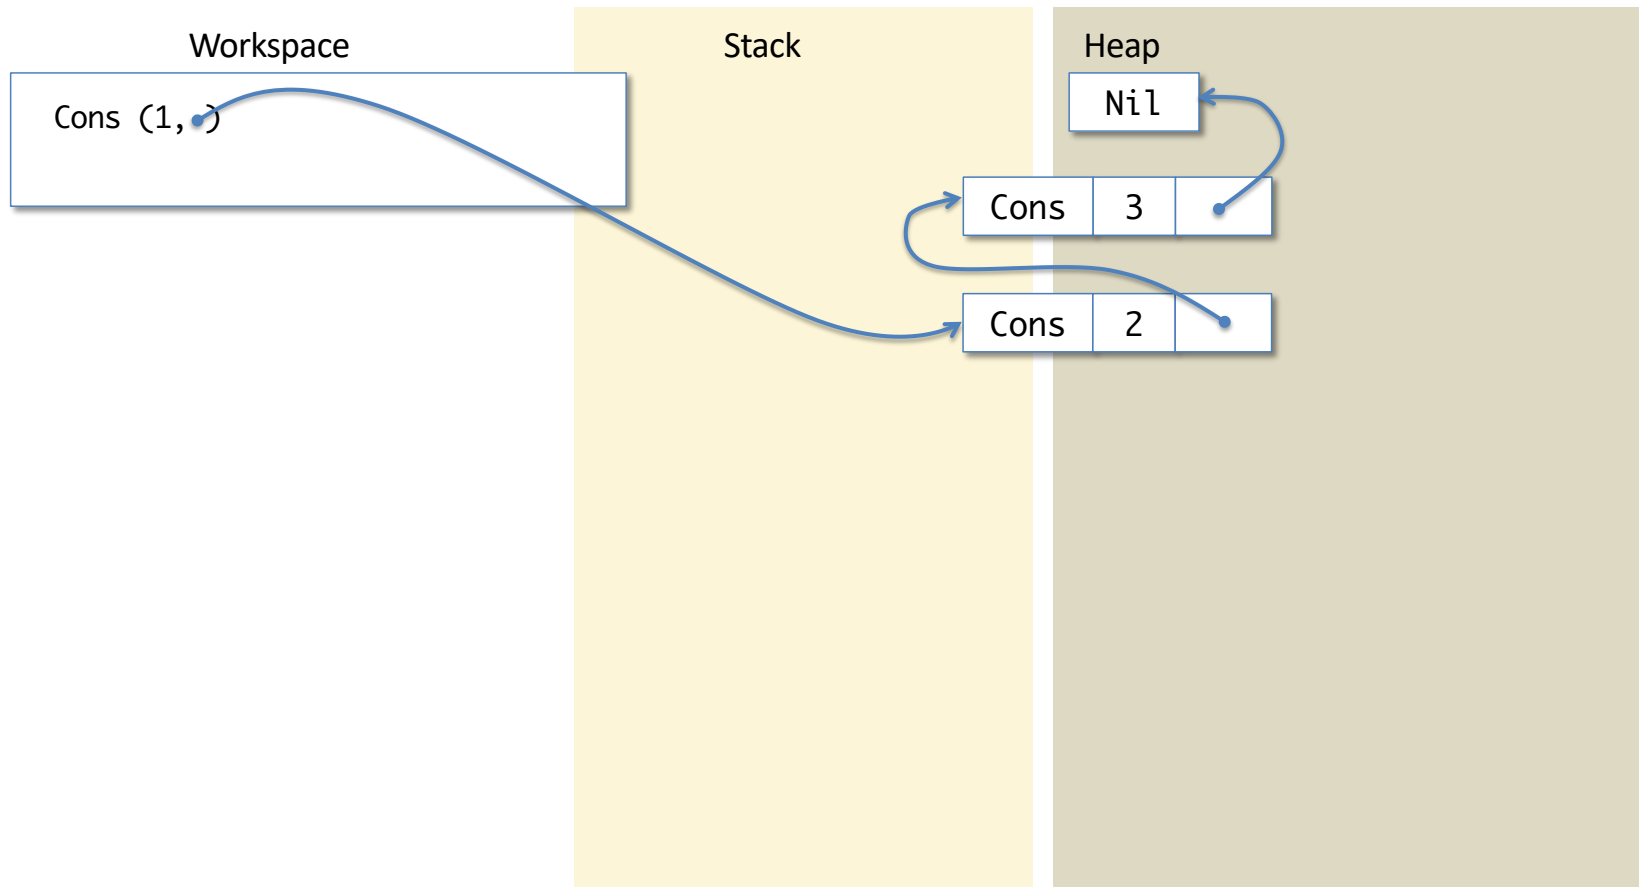 Workspace
Stack
Heap
Cons (1, )
Nil
Cons 3
Cons 2